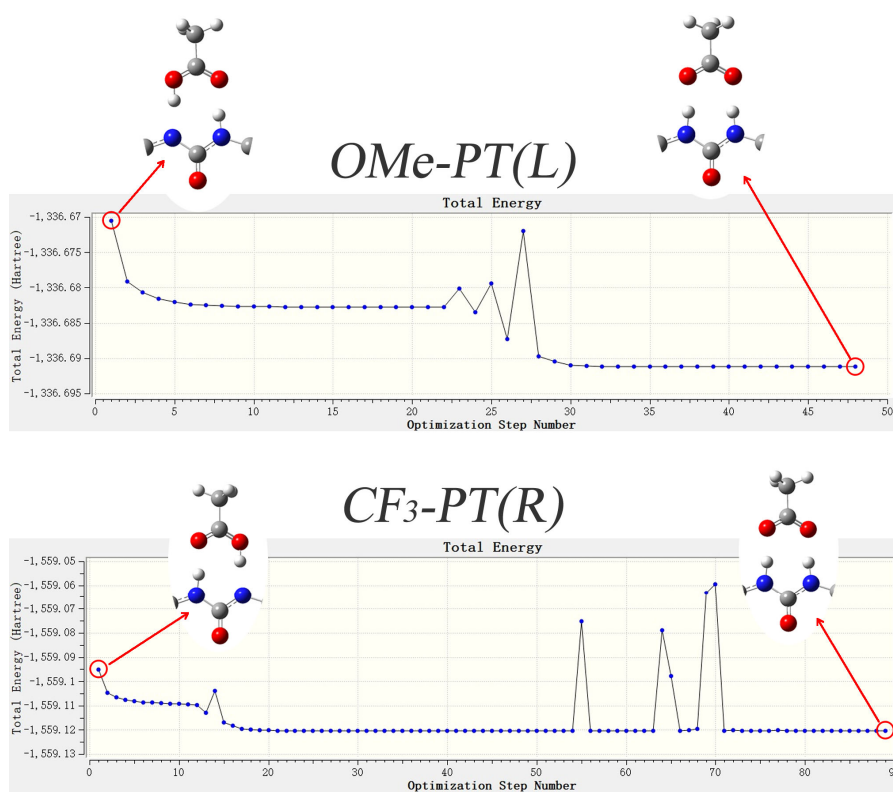 OMe-PT(L)
Total Energy
Total Energy (Hartree)
-1,336.67
-1,336.675
-1,336.68
-1,336.685
-1,336.69
-1,336.695
0 5 10 15 20 25 30 35 40 45 50
Optimization Step Number
CF₃-PT(R)
Total Energy
Total Energy (Hartree)
-1,559.05
-1,559.06
-1,559.07
-1,559.08
-1,559.09
-1,559.1
-1,559.11
-1,559.12
-1,559.13
0 10 20 30 40 50 60 70 80 9
Optimization Step Number